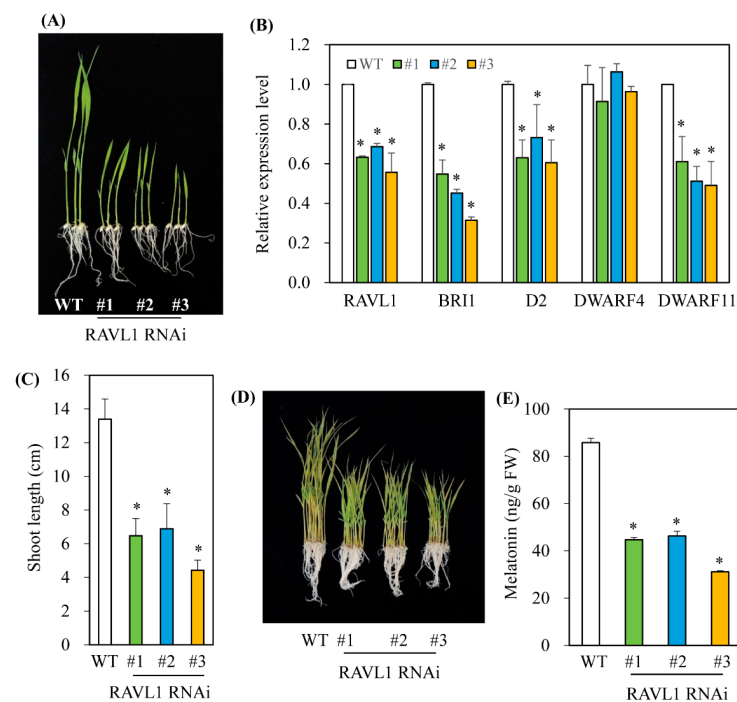 (A)
WT #1 #2 #3
RAVL1 RNAi
(B)
Relative expression level
1.2
1.0
0.8
0.6
0.4
0.2
0.0
WT #1 #2 #3
* * *
* * *
* * *
* * *
RAVL1 BRI1 D2 DWARF4 DWARF11
(C)
Shoot length (cm)
16
14
12
10
8
6
4
2
0
* * *
WT #1 #2 #3
RAVL1 RNAi
(D)
WT #1 #2 #3
RAVL1 RNAi
(E)
Melatonin (ng/g FW)
100
80
60
40
20
0
* * *
WT #1 #2 #3
RAVL1 RNAi